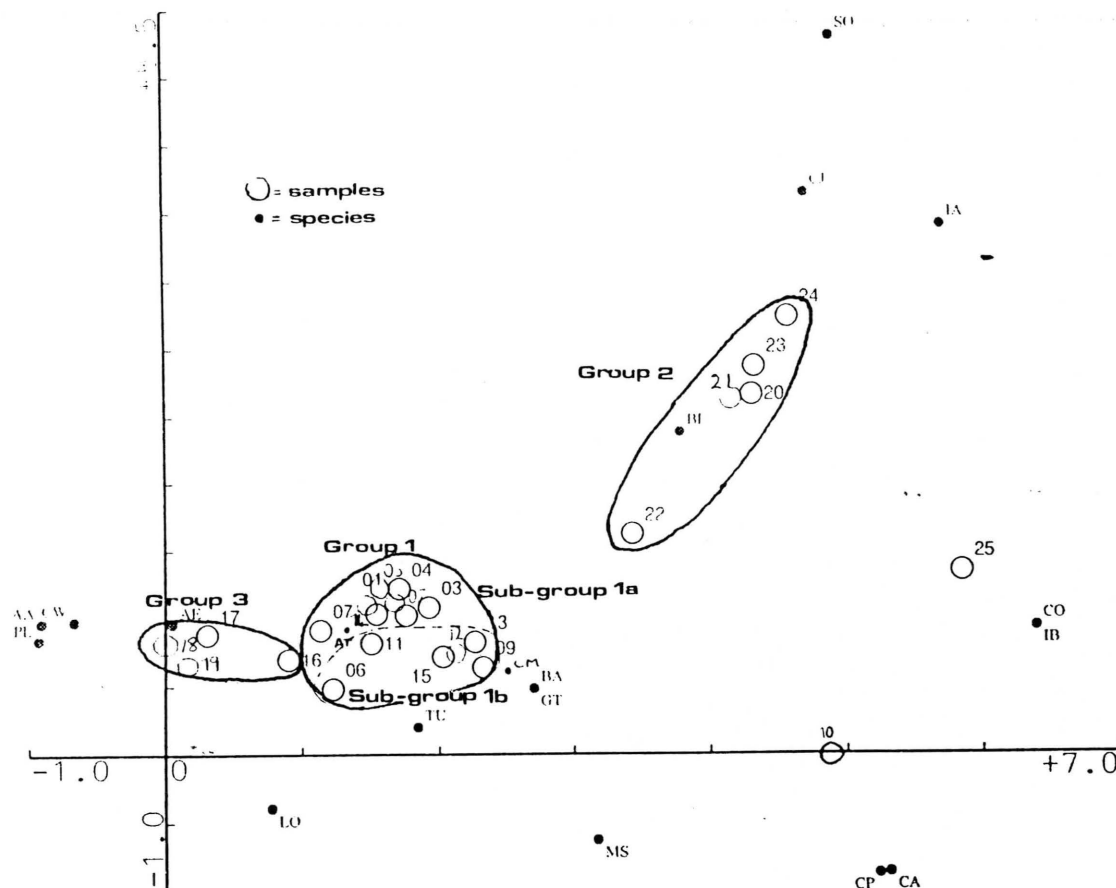 SO
= samples
= species
IA
24
23
Group 2
21
20
BI
22
Group 1
25
04
01
03
Sub-group 1a
Group 3
07
CO
AE
17
IB
PL
11
09
18
AT
19
16
CM
06
15
BA
Sub-group 1b
GT
TU
10
-1.0
0
+7.0
LO
MS
CP
CA